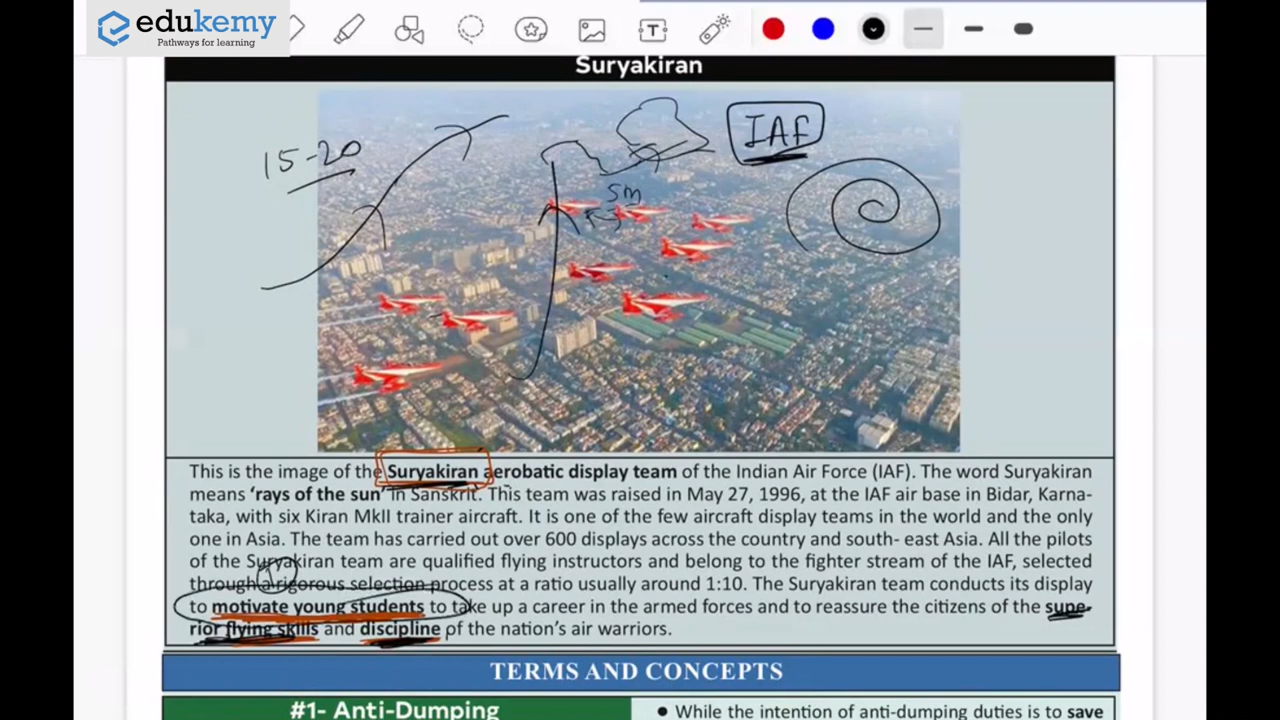 edukemy
Pathways for learning
T
Suryakiran
15-20
IAF
5m
This is the image of the Suryakiran aerobatic display team of the Indian Air Force (IAF). The word Suryakiran
means ‘rays of the sun’ in Sanskrit. This team was raised in May 27, 1996, at the IAF air base in Bidar, Karna-
taka, with six Kiran MkII trainer aircraft. It is one of the few aircraft display teams in the world and the only
one in Asia. The team has carried out over 600 displays across the country and south- east Asia. All the pilots
of the Suryakiran team are qualified flying instructors and belong to the fighter stream of the IAF, selected
through a rigorous selection process at a ratio usually around 1:10. The Suryakiran team conducts its display
to motivate young students to take up a career in the armed forces and to reassure the citizens of the supe-
rior flying skills and discipline of the nation’s air warriors.
TERMS AND CONCEPTS
#1- Anti-Dumping
● While the intention of anti-dumping duties is to save